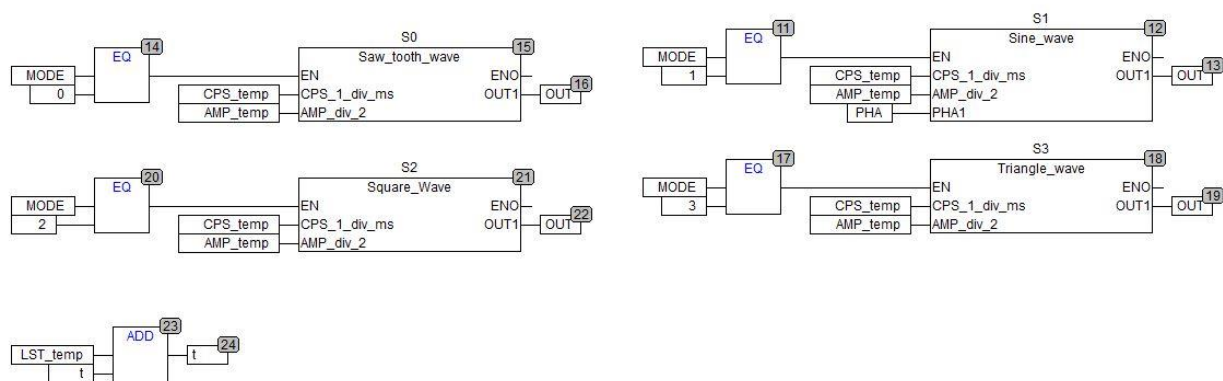 S0
14
EQ
15
Saw_tooth_wave
MODE
0
EN
ENO
16
CPS_temp
CPS_1_div_ms
OUT1
OUT
AMP_temp
AMP_div_2
S1
11
EQ
12
Sine_wave
MODE
1
EN
ENO
13
CPS_temp
CPS_1_div_ms
OUT1
OUT
AMP_temp
AMP_div_2
PHA
PHA1
S2
20
EQ
21
Square_Wave
MODE
2
EN
ENO
22
CPS_temp
CPS_1_div_ms
OUT1
OUT
AMP_temp
AMP_div_2
S3
17
EQ
18
Triangle_wave
MODE
3
EN
ENO
19
CPS_temp
CPS_1_div_ms
OUT1
OUT
AMP_temp
AMP_div_2
23
ADD
24
LST_temp
t
t